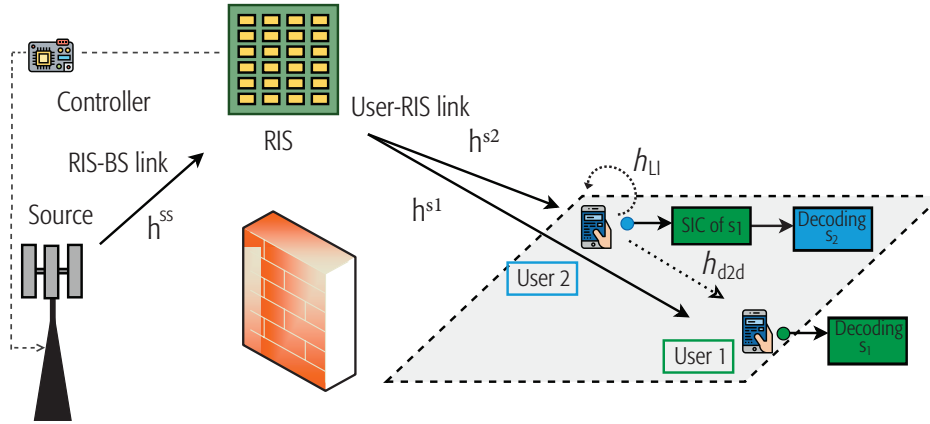 Controller
RIS
User-RIS link
h^{s2}
RIS-BS link
h^{ss}
h^{s1}
Source
h_{LI}
SIC of s_1
Decoding
s_2
User 2
h_{d2d}
User 1
Decoding
s_1